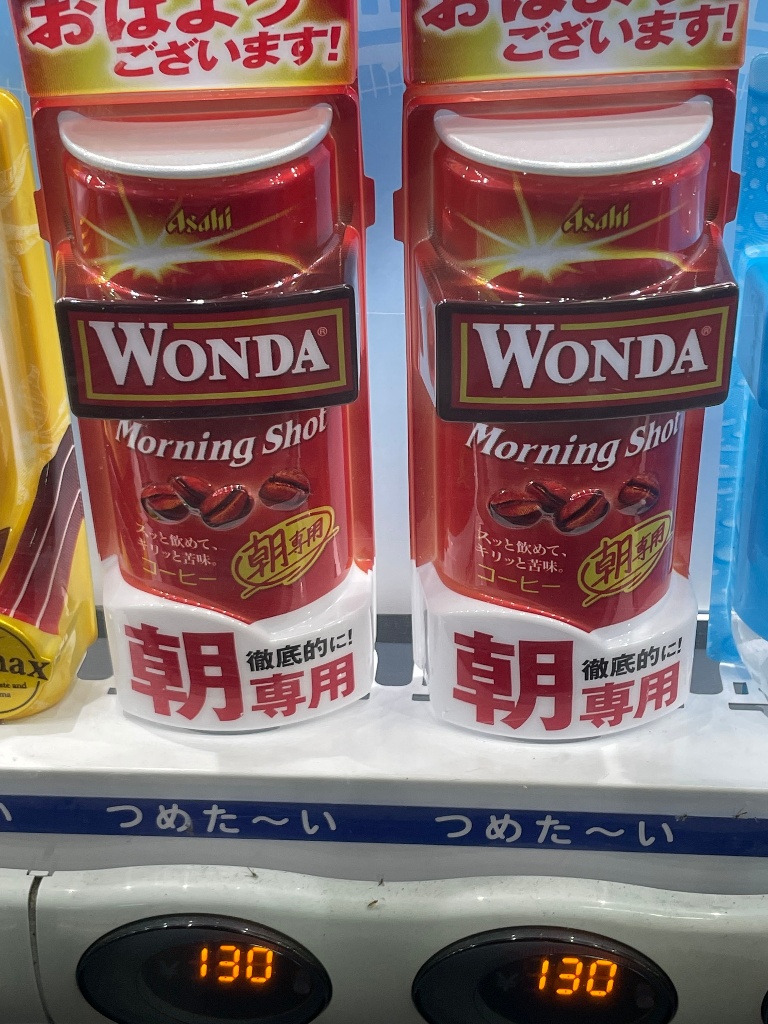 おはよう
ございます!
Asahi
WONDA®
Morning Shot
スッと飲めて、
キリッと苦味。
コーヒー
朝専用
朝
徹底的に!
専用
つめた〜い
130
おはよう
ございます!
Asahi
WONDA®
Morning Shot
スッと飲めて、
キリッと苦味。
コーヒー
朝専用
朝
徹底的に!
専用
つめた〜い
130